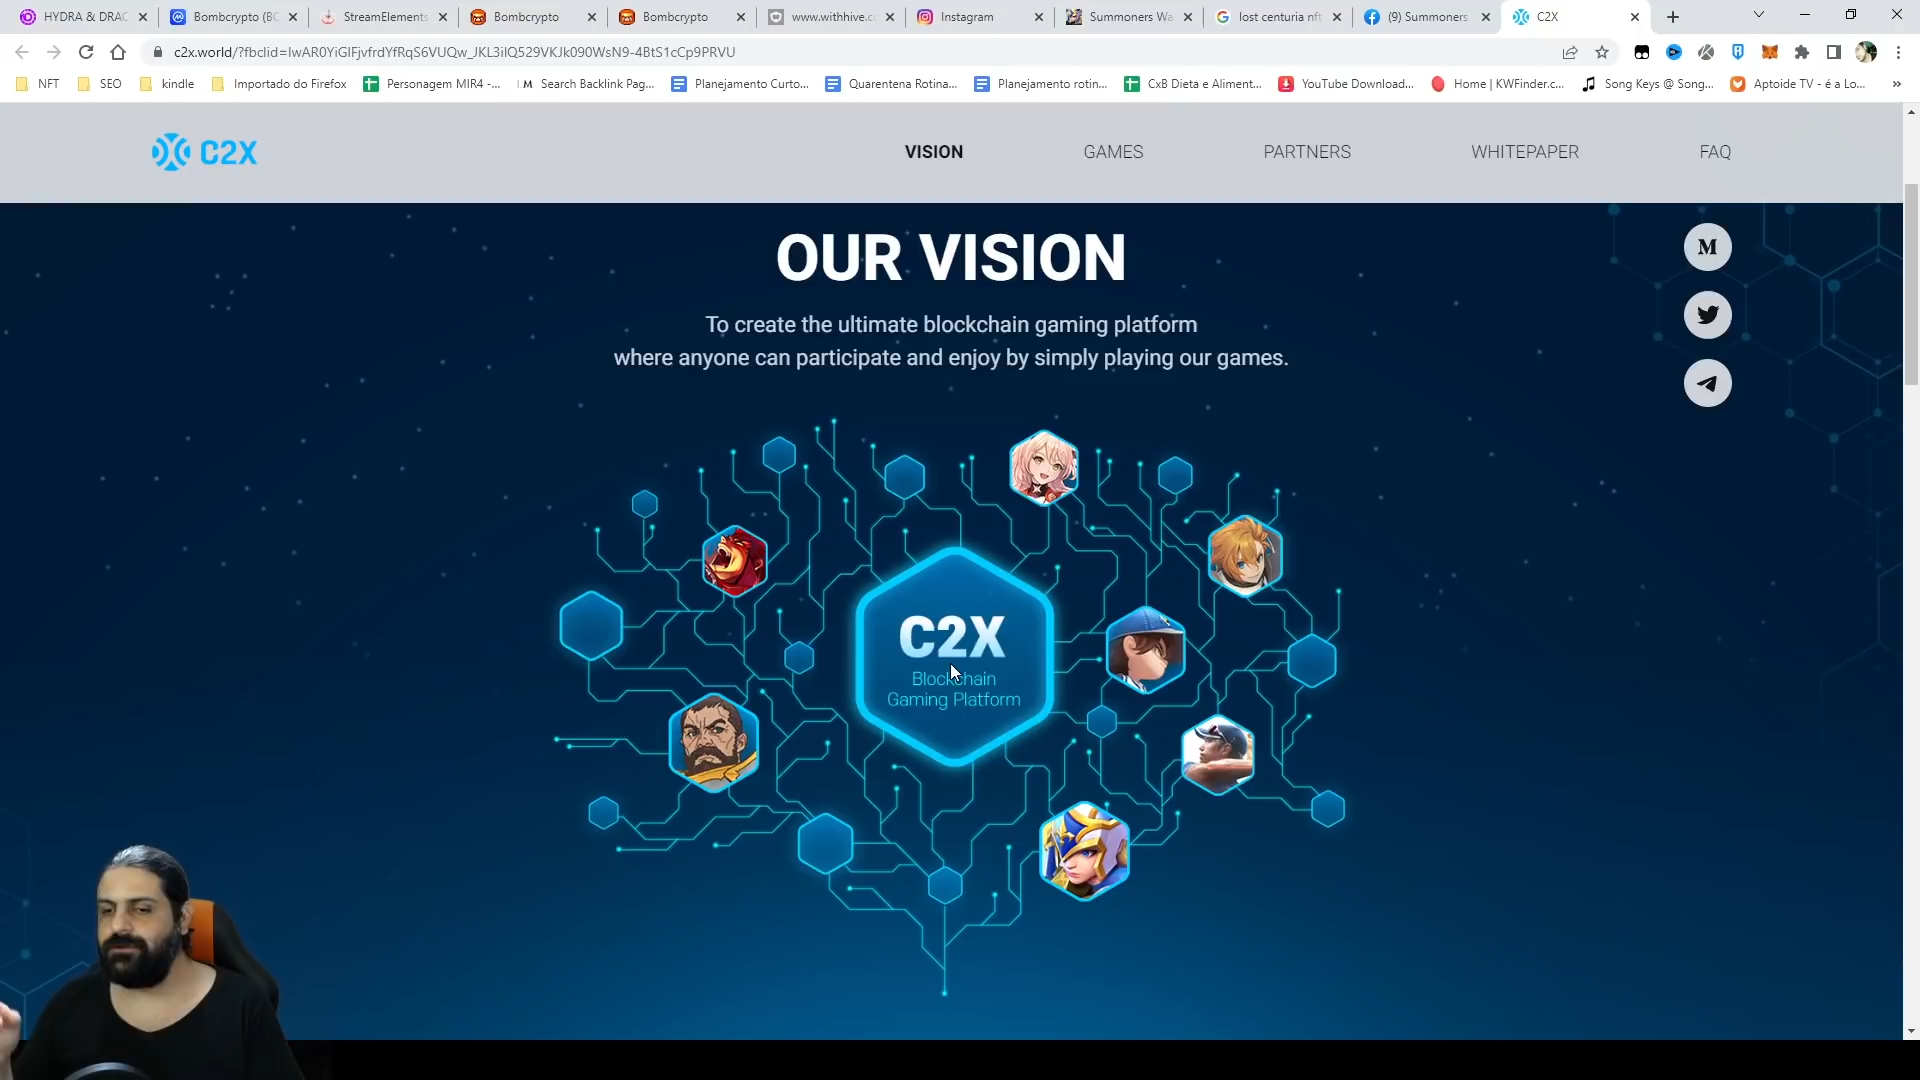 HYDRA & DRAC
Bombcrypto (BC
StreamElements
Bombcrypto
Bombcrypto
www.withhive.c
Instagram
Summoners Wa
lost centuria nft
(9) Summoners
C2X
c2x.world/?fbclid=IwAR0YiGlFjvfrdYfRqS6VUQw_JKL3ilQ529VKJk090WsN9-4BtS1cCp9PRVU
NFT
SEO
kindle
Importado do Firefox
Personagem MIR4 -...
Search Backlink Pag...
Planejamento Curto...
Quarentena Rotina...
Planejamento rotin...
CxB Dieta e Aliment...
YouTube Download...
Home | KWFinder.c...
Song Keys @ Song...
Aptoide TV - é a Lo...
C2X
VISION
GAMES
PARTNERS
WHITEPAPER
FAQ
OUR VISION
To create the ultimate blockchain gaming platform
where anyone can participate and enjoy by simply playing our games.
C2X
Blockchain
Gaming Platform